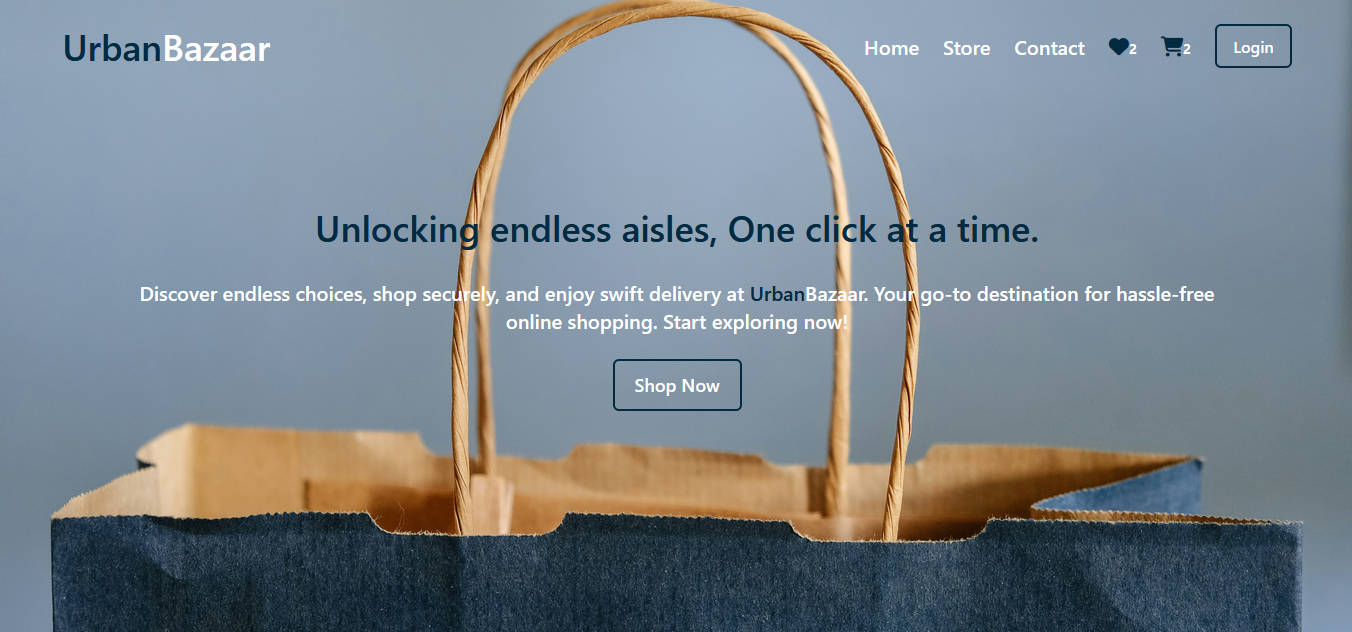 UrbanBazaar
Home Store Contact 2 2 Login
Unlocking endless aisles, One click at a time.
Discover endless choices, shop securely, and enjoy swift delivery at UrbanBazaar. Your go-to destination for hassle-free
online shopping. Start exploring now!
Shop Now